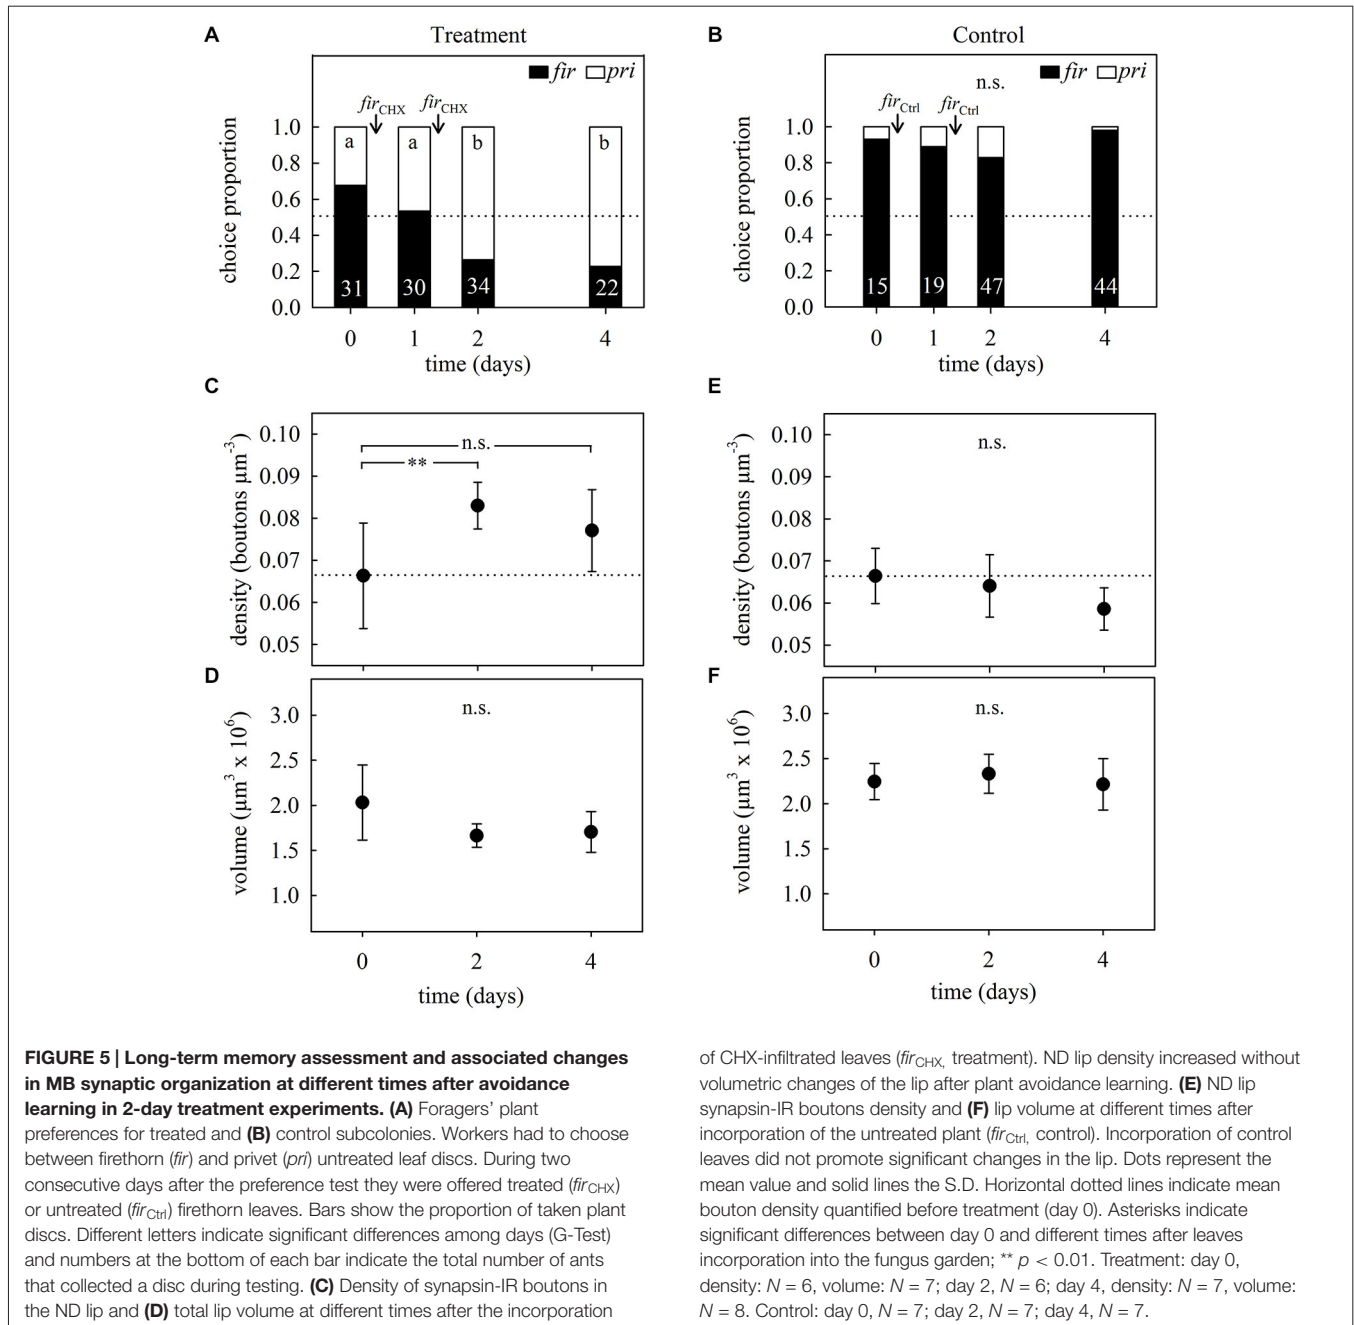 A
Treatment
fir pri
firCHX firCHX
choice proportion
1.0
0.8
0.6
0.4
0.2
0.0
a a b b
31 30 34 22
0 1 2 4
time (days)
B
Control
fir pri
n.s.
firCtrl firCtrl
choice proportion
1.0
0.8
0.6
0.4
0.2
0.0
15 19 47 44
0 1 2 4
time (days)
C
density (boutons µm-3)
0.10
0.09
0.08
0.07
0.06
0.05
n.s.
**
E
density (boutons µm-3)
0.10
0.09
0.08
0.07
0.06
0.05
n.s.
D
volume (µm3 x 106)
3.0
2.5
2.0
1.5
1.0
n.s.
0 2 4
time (days)
F
volume (µm3 x 106)
3.0
2.5
2.0
1.5
1.0
n.s.
0 2 4
time (days)
FIGURE 5 | Long-term memory assessment and associated changes
in MB synaptic organization at different times after avoidance
learning in 2-day treatment experiments. (A) Foragers' plant
preferences for treated and (B) control subcolonies. Workers had to choose
between firethorn (fir) and privet (pri) untreated leaf discs. During two
consecutive days after the preference test they were offered treated (firCHX)
or untreated (firCtrl) firethorn leaves. Bars show the proportion of taken plant
discs. Different letters indicate significant differences among days (G-Test)
and numbers at the bottom of each bar indicate the total number of ants
that collected a disc during testing. (C) Density of synapsin-IR boutons in
the ND lip and (D) total lip volume at different times after the incorporation
of CHX-infiltrated leaves (firCHX, treatment). ND lip density increased without
volumetric changes of the lip after plant avoidance learning. (E) ND lip
synapsin-IR boutons density and (F) lip volume at different times after
incorporation of the untreated plant (firCtrl, control). Incorporation of control
leaves did not promote significant changes in the lip. Dots represent the
mean value and solid lines the S.D. Horizontal dotted lines indicate mean
bouton density quantified before treatment (day 0). Asterisks indicate
significant differences between day 0 and different times after leaves
incorporation into the fungus garden; ** p < 0.01. Treatment: day 0,
density: N = 6, volume: N = 7; day 2, N = 6; day 4, density: N = 7, volume:
N = 8. Control: day 0, N = 7; day 2, N = 7; day 4, N = 7.